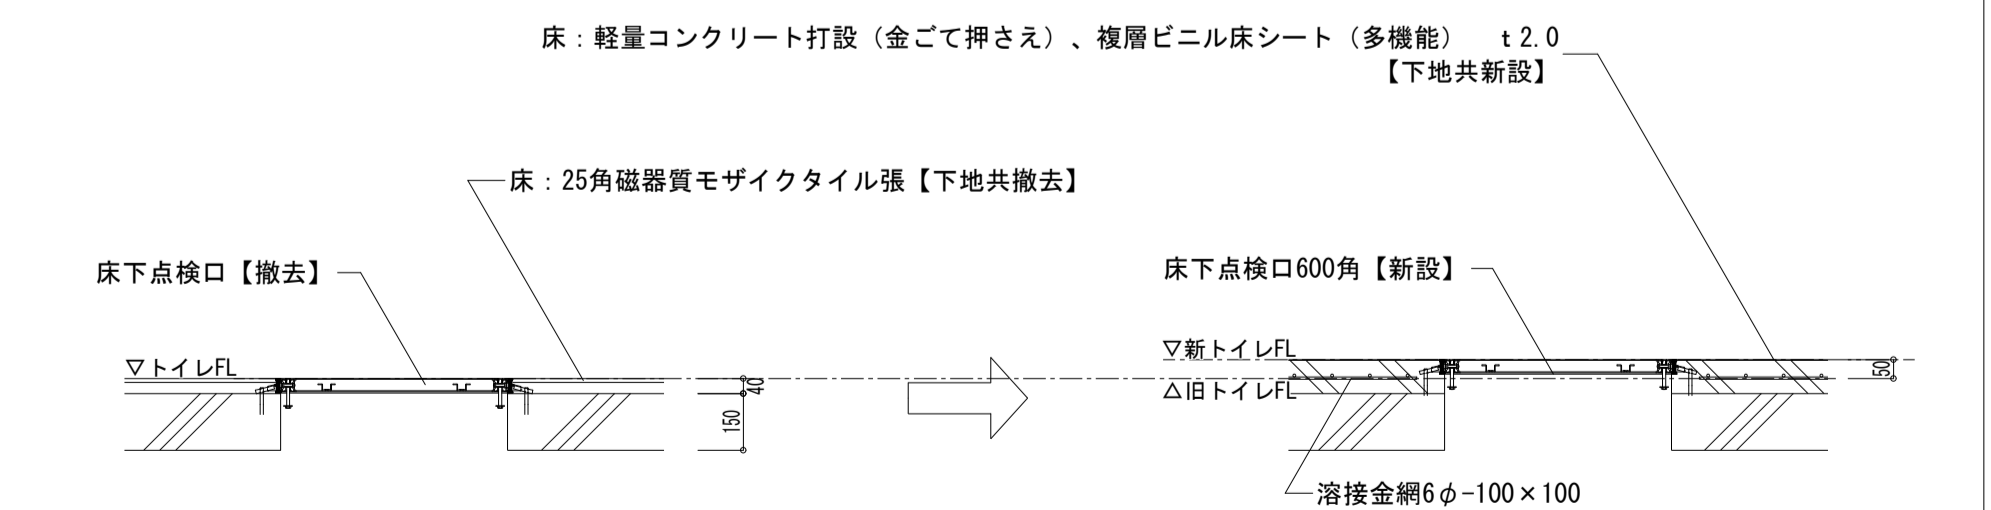 床：軽量コンクリート打設（金ごて押さえ）、複層ビニル床シート（多機能）　ｔ2.0
【下地共新設】
床：25角磁器質モザイクタイル張【下地共撤去】
床下点検口【撤去】
床下点検口600角【新設】
▽トイレFL
40
150
▽新トイレFL
△旧トイレFL
50
溶接金網6φ-100×100